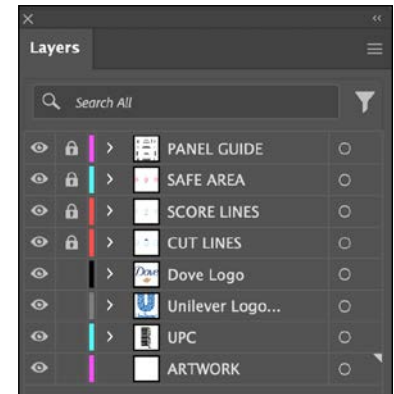 Layers
Search All
PANEL GUIDE
SAFE AREA
SCORE LINES
CUT LINES
Dove Logo
Unilever Logo...
UPC
ARTWORK